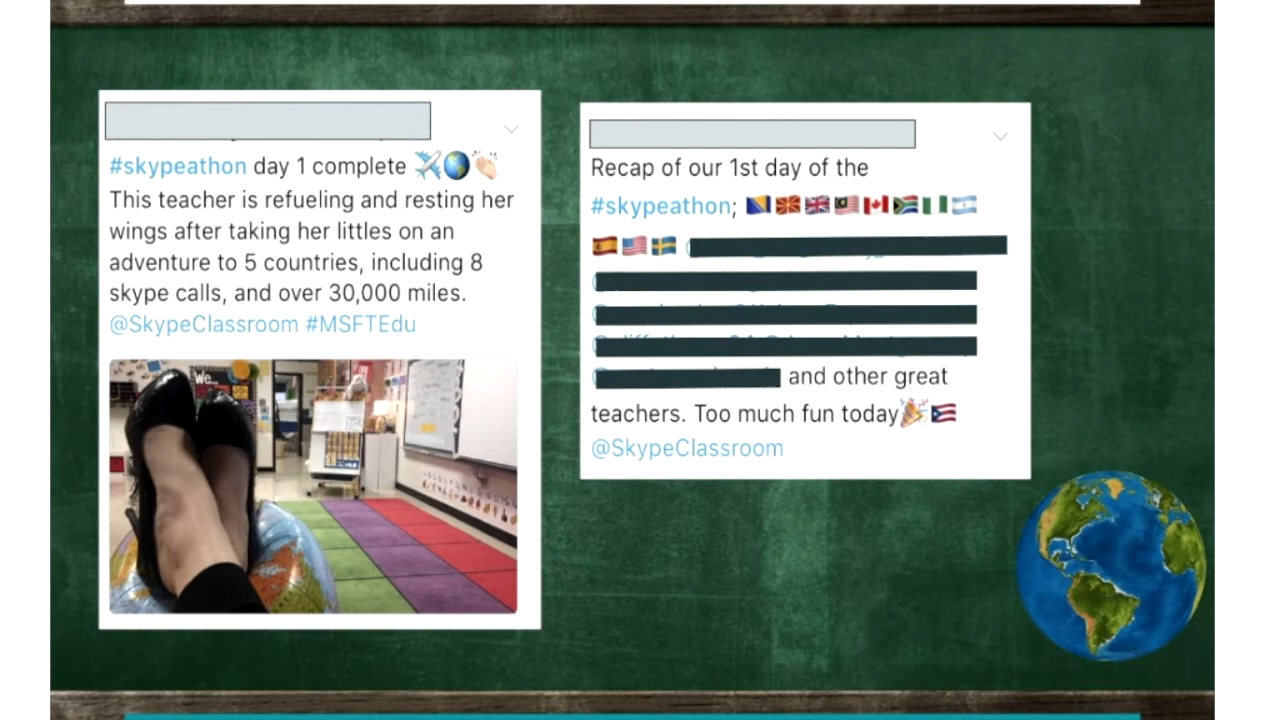 #skypeathon day 1 complete ✈️🌎👏🏻
This teacher is refueling and resting her
wings after taking her littles on an
adventure to 5 countries, including 8
skype calls, and over 30,000 miles.
@SkypeClassroom #MSFTEdu
We...
Recap of our 1st day of the
#skypeathon; 🇧🇦🇲🇰🇬🇧🇲🇾🇨🇦🇿🇦🇳🇬🇦🇷
🇪🇸🇺🇸🇸🇪
and other great
teachers. Too much fun today🎉🇵🇷
@SkypeClassroom